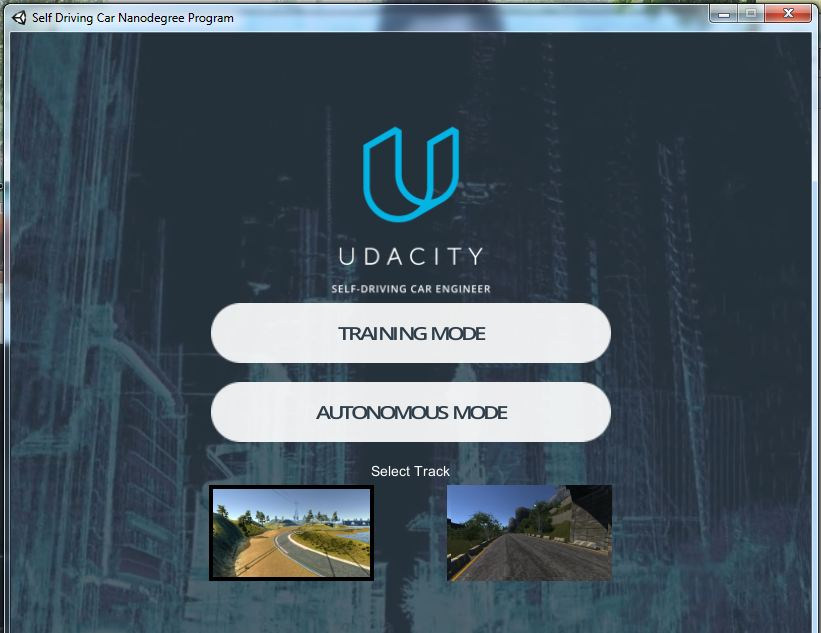 Self Driving Car Nanodegree Program
UDACITY
SELF-DRIVING CAR ENGINEER
TRAINING MODE
AUTONOMOUS MODE
Select Track